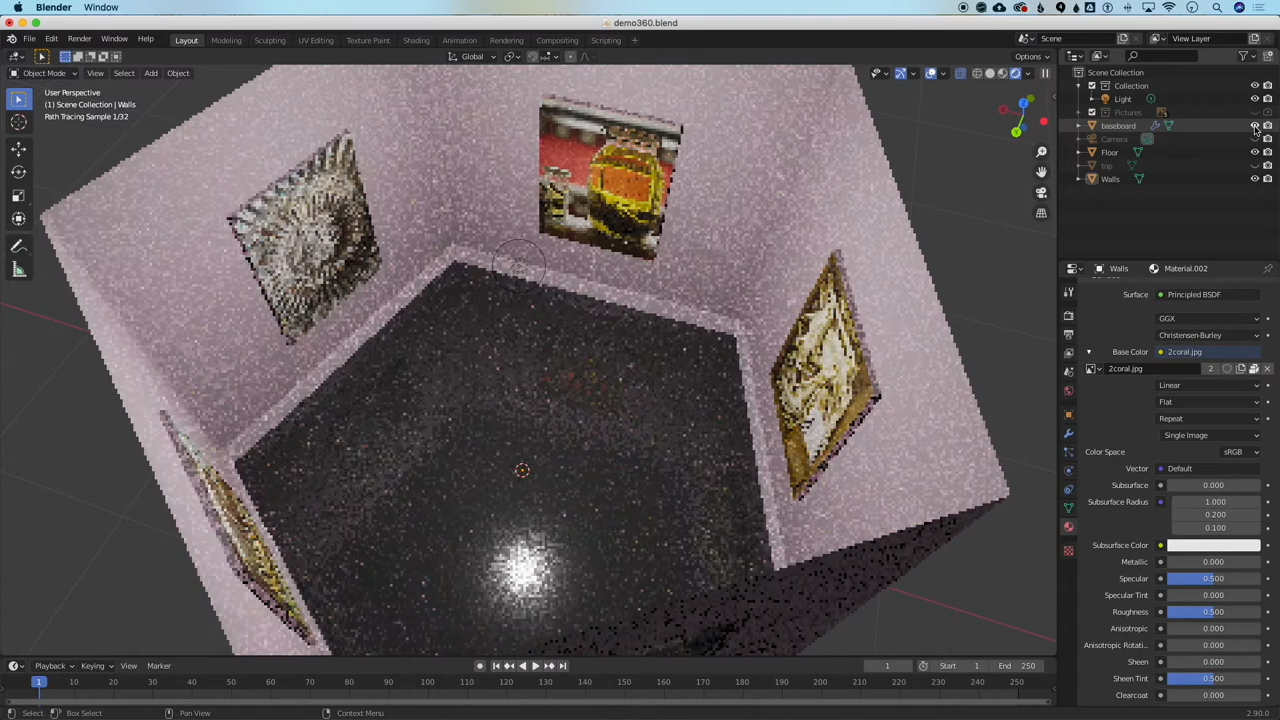 Blender Window
demo360.blend
File Edit Render Window Help Layout Modeling Sculpting UV Editing Texture Paint Shading Animation Rendering Compositing Scripting + Scene View Layer
Global Options
Object Mode View Select Add Object
User Perspective
(1) Scene Collection | Walls
Path Tracing Sample 1/32
Scene Collection
Collection
Light
Pictures
baseboard
Camera
Floor
top
Walls
Walls Material.002
Surface Principled BSDF
GGX
Christensen-Burley
Base Color 2coral.jpg
2coral.jpg 2
Linear
Flat
Repeat
Single Image
Color Space sRGB
Vector Default
Subsurface 0.000
Subsurface Radius 1.000
0.200
0.100
Subsurface Color
Metallic 0.000
Specular 0.500
Specular Tint 0.000
Roughness 0.500
Anisotropic 0.000
Anisotropic Rotati... 0.000
Sheen 0.000
Sheen Tint 0.500
Clearcoat 0.000
Playback Keying View Marker 1 Start 1 End 250
1 10 20 30 40 50 60 70 80 90 100 110 120 130 140 150 160 170 180 190 200 210 220 230 240 250
Select Box Select Pan View Context Menu 2.90.0